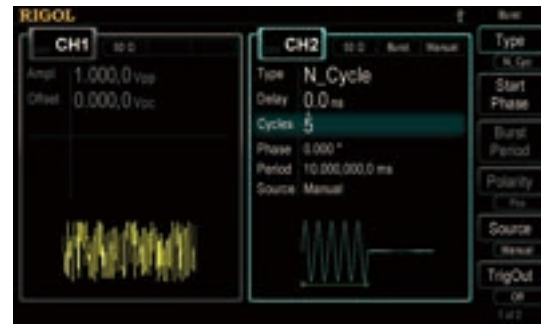 RIGOL
Burst
CH1
50 Ω
Ampl 1.000,0 Vpp
Offset 0.000,0 VDC
CH2
50 Ω Burst Manual
Type N_Cycle
Delay 0.0 ns
Cycles 5
Phase 0.000 °
Period 10.000,000,0 ms
Source Manual
Type
N_Cyc
Start
Phase
Burst
Period
Polarity
Pos
Source
Manual
TrigOut
Off
1 of 2